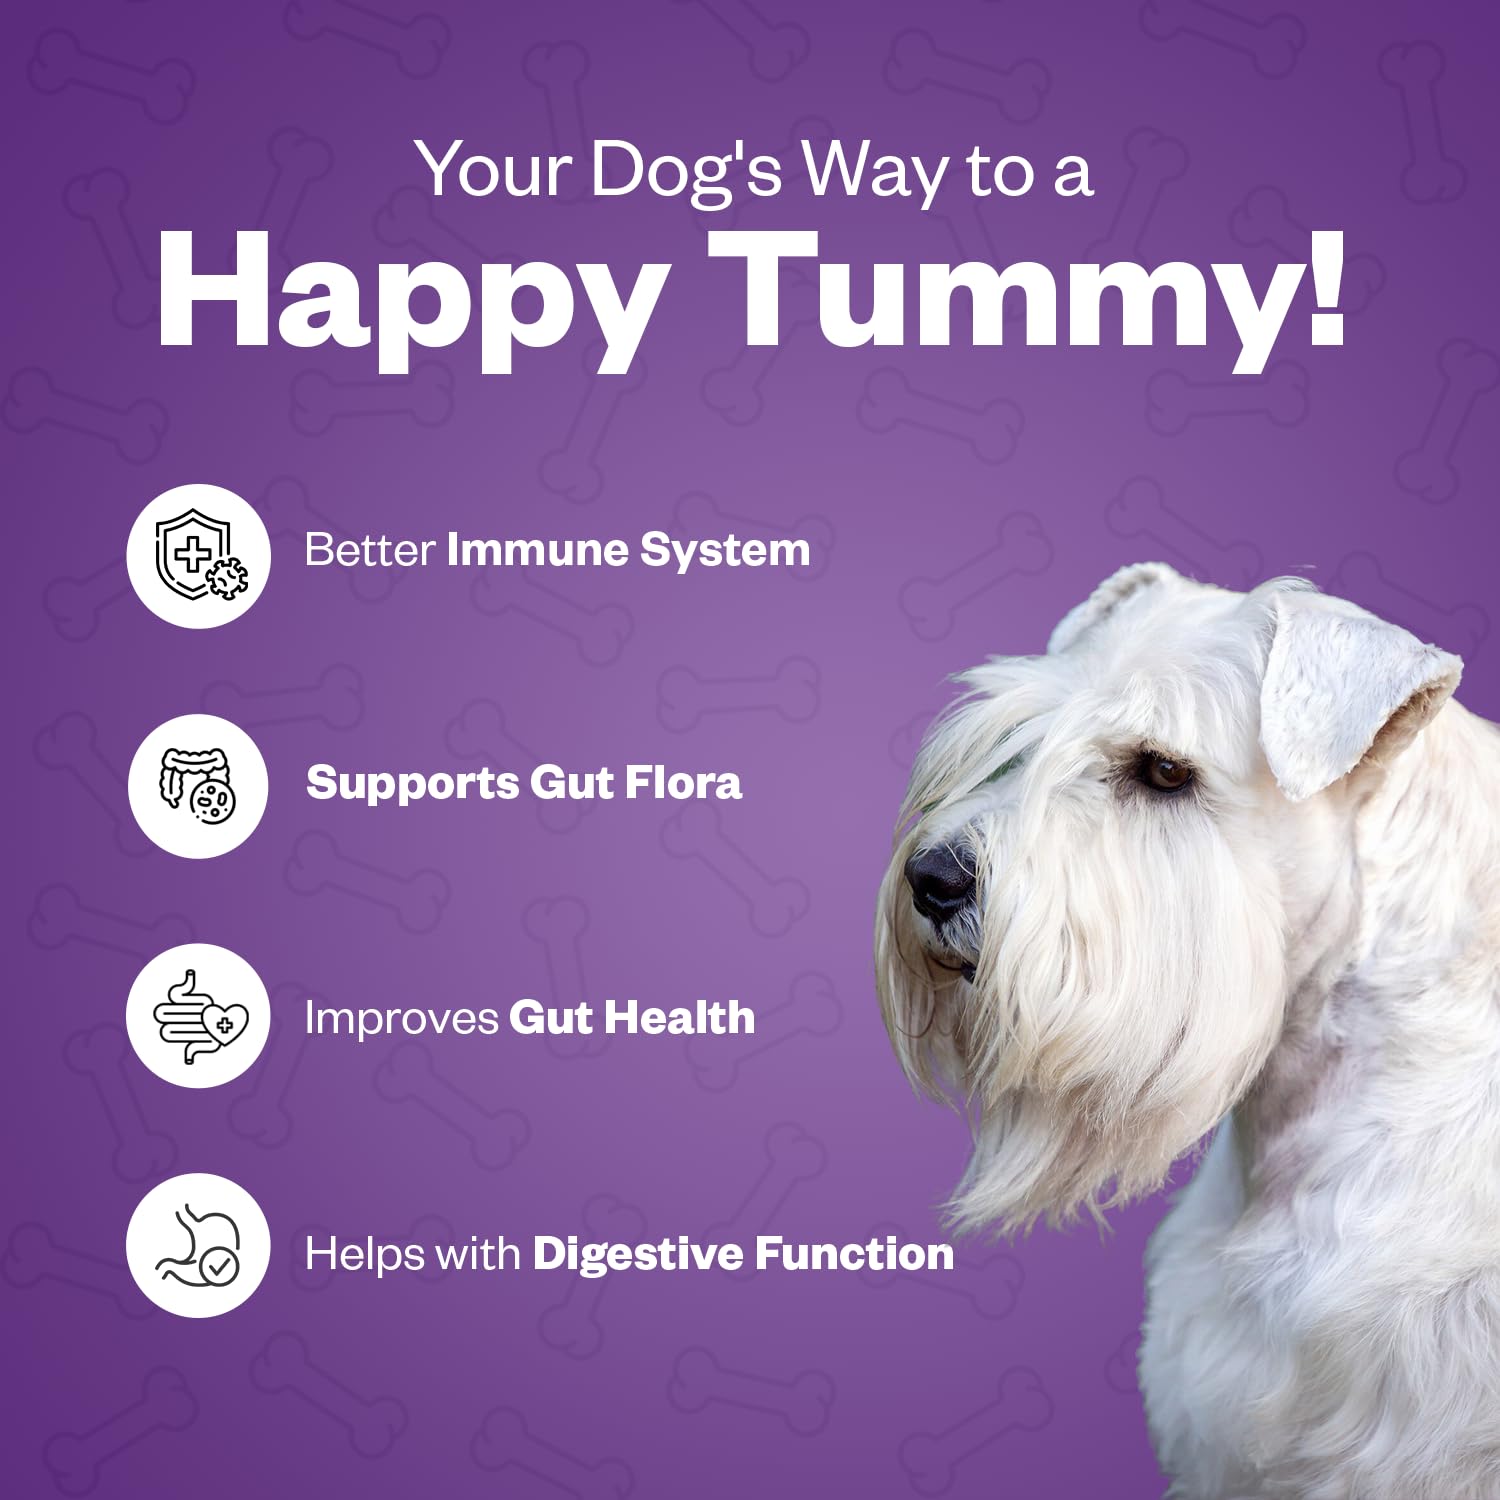 Your Dog's Way to a
Happy Tummy!
Better Immune System
Supports Gut Flora
Improves Gut Health
Helps with Digestive Function